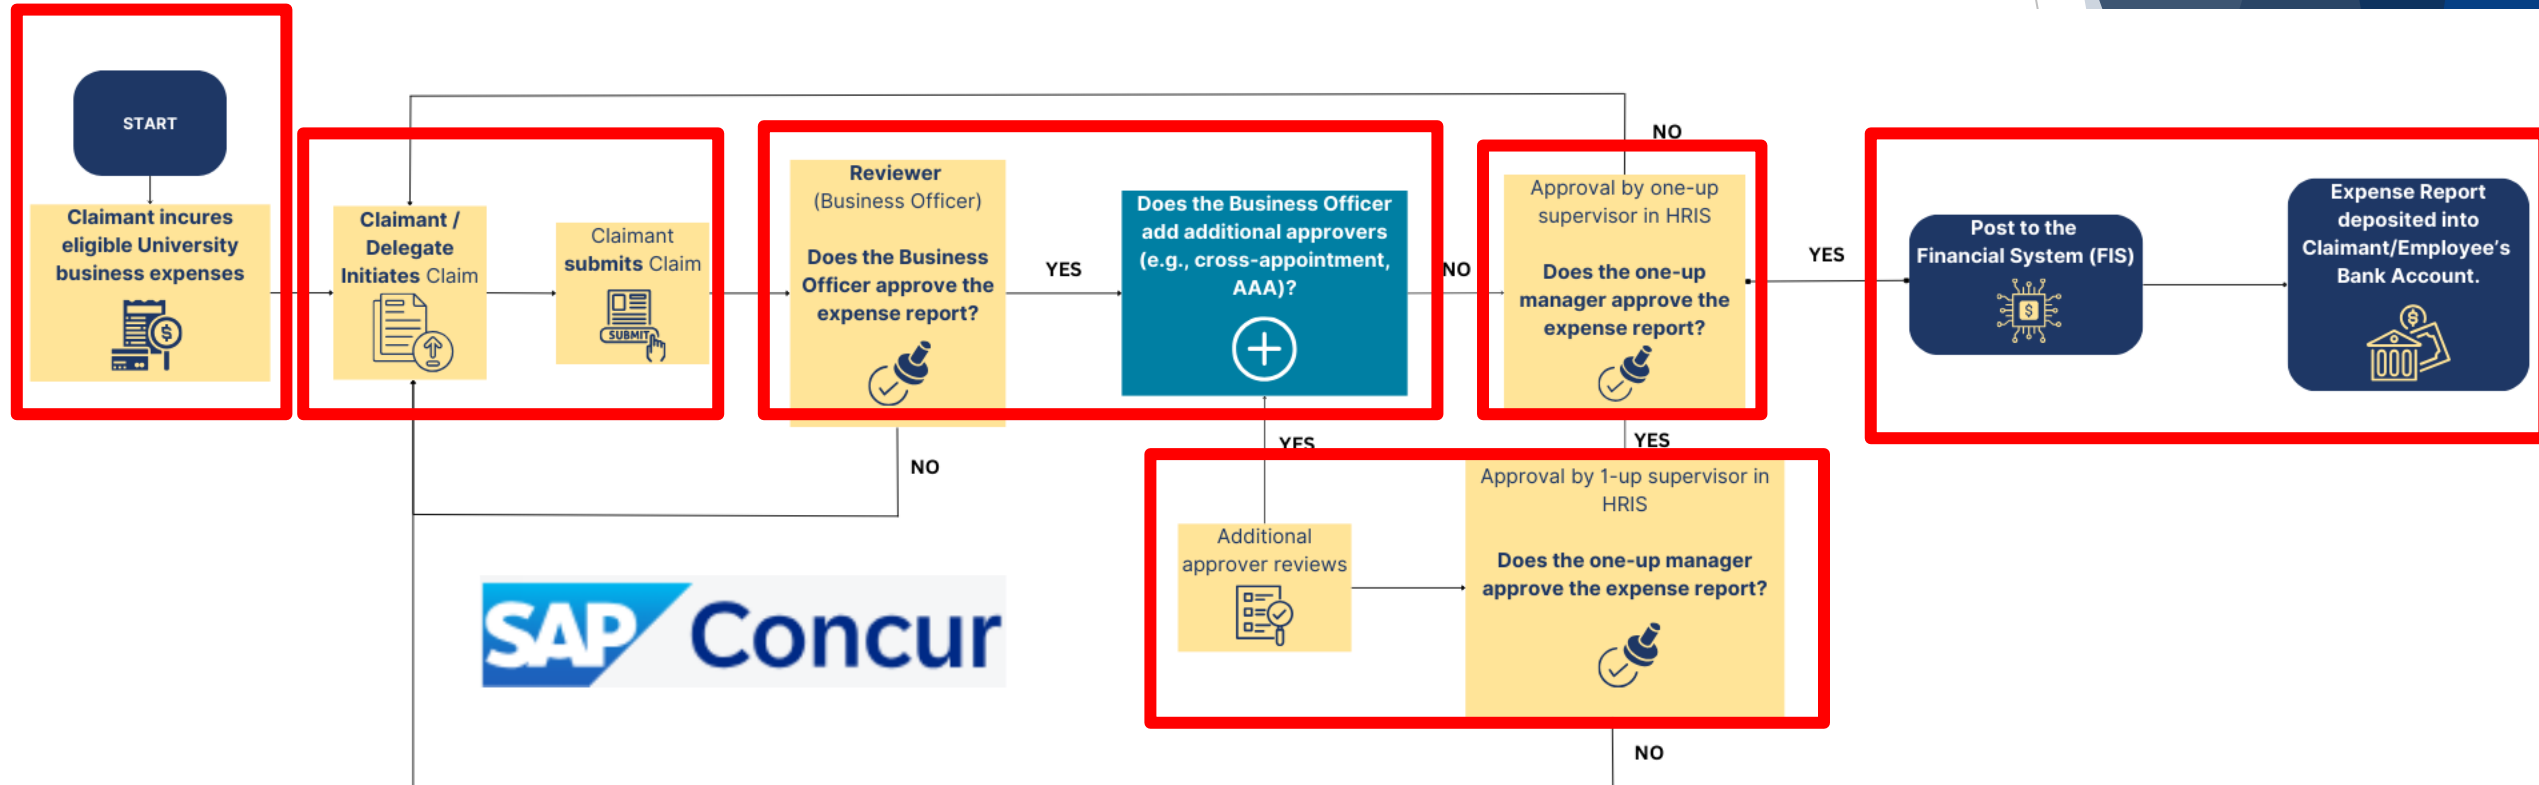 START
Claimant incures
eligible University
business expenses
Claimant /
Delegate
Initiates Claim
Claimant
submits Claim
SUBMIT
Reviewer
(Business Officer)
Does the Business
Officer approve the
expense report?
YES
NO
Does the Business Officer
add additional approvers
(e.g., cross-appointment,
AAA)?
NO
YES
Approval by one-up
supervisor in HRIS
Does the one-up
manager approve the
expense report?
NO
YES
YES
Post to the
Financial System (FIS)
Expense Report
deposited into
Claimant/Employee's
Bank Account.
Additional
approver reviews
Approval by 1-up supervisor in
HRIS
Does the one-up manager
approve the expense report?
NO
SAP Concur